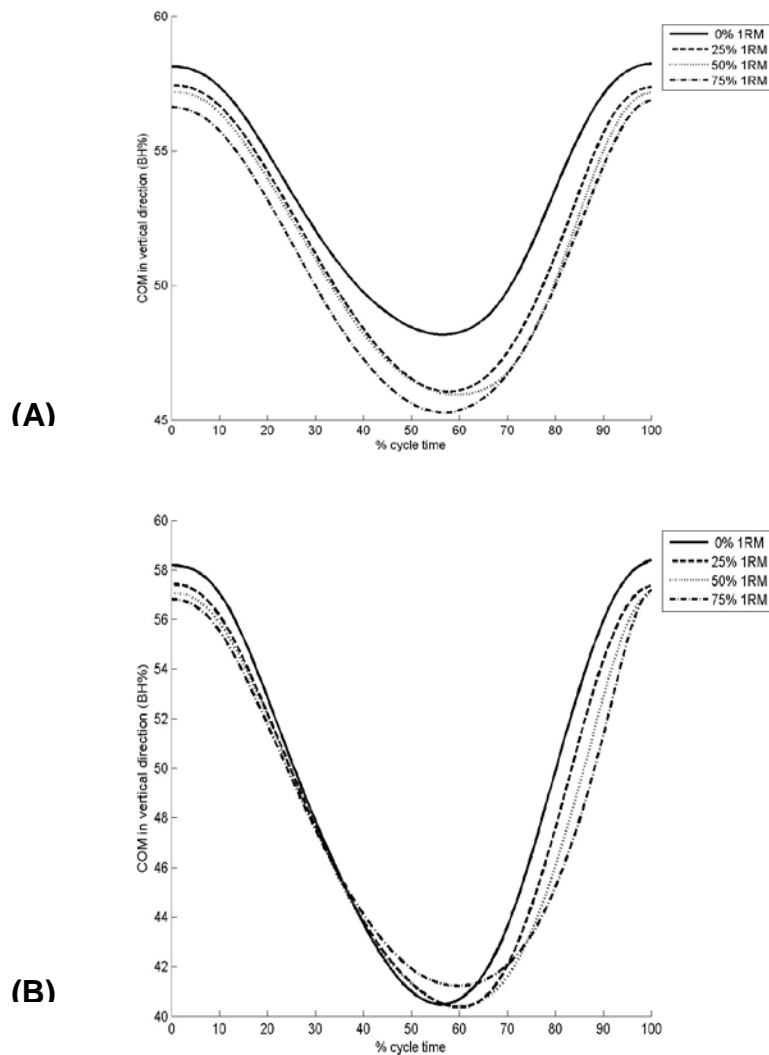 60
55
50
45
COM in vertical direction (BH%)
0 10 20 30 40 50 60 70 80 90 100
% cycle time
0% 1RM
25% 1RM
50% 1RM
75% 1RM
(A)
60
58
56
54
52
50
48
46
44
42
40
COM in vertical direction (BH%)
0 10 20 30 40 50 60 70 80 90 100
% cycle time
0% 1RM
25% 1RM
50% 1RM
75% 1RM
(B)